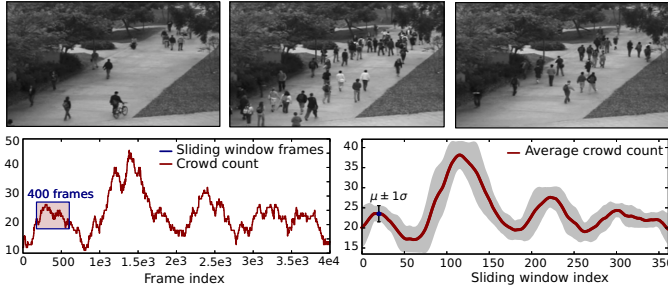 50
40
30
20
10
0
500
1e3
1.5e3
2e3
2.5e3
3e3
3.5e3
4e3
Frame index
400 frames
Sliding window frames
Crowd count
40
35
30
25
20
15
0
50
100
150
200
250
300
350
Sliding window index
μ ± 1σ
Average crowd count